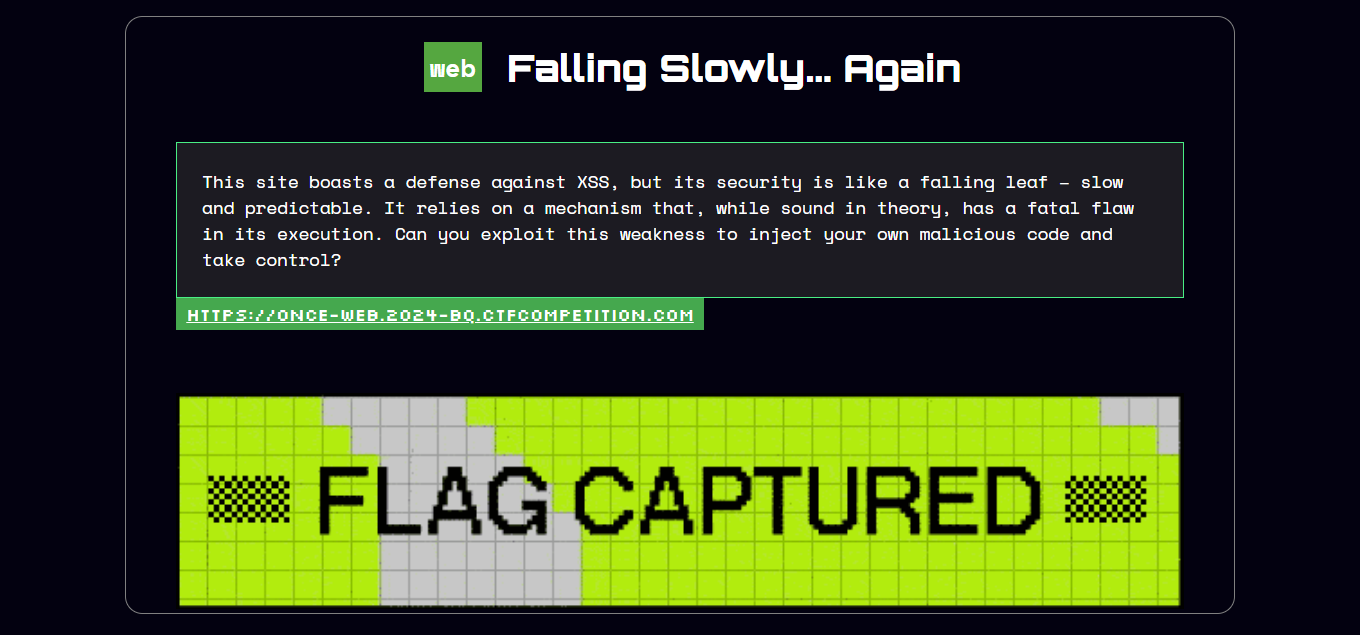 web Falling Slowly... Again
This site boasts a defense against XSS, but its security is like a falling leaf – slow
and predictable. It relies on a mechanism that, while sound in theory, has a fatal flaw
in its execution. Can you exploit this weakness to inject your own malicious code and
take control?
HTTPS://ONCE-WEB.2024-BQ.CTFCOMPETITION.COM
FLAG CAPTURED